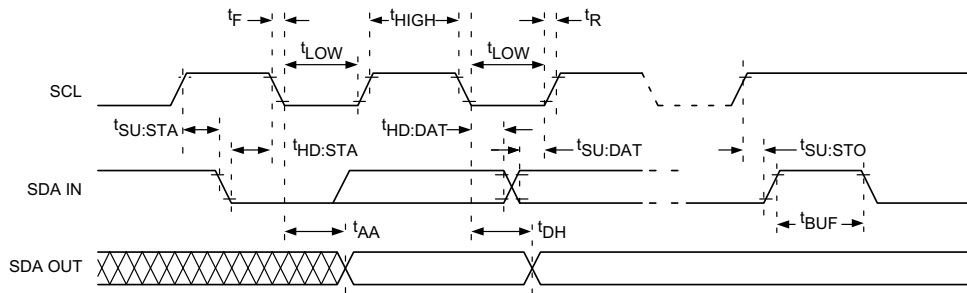 tF tHIGH tR
tLOW tLOW
SCL
tSU:STA tHD:STA tHD:DAT tSU:DAT tSU:STO
SDA IN
tAA tDH tBUF
SDA OUT